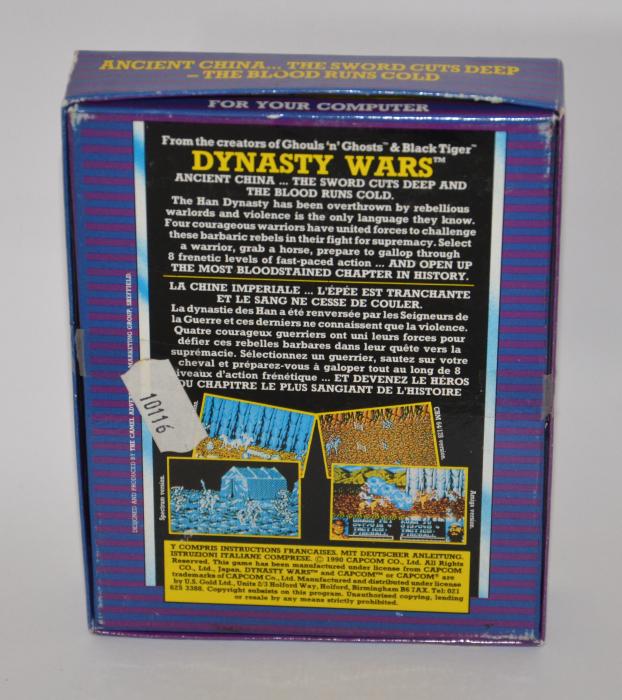 ANCIENT CHINA... THE SWORD CUTS DEEP
– THE BLOOD RUNS COLD
FOR YOUR COMPUTER
From the creators of Ghouls 'n' Ghosts™ & Black Tiger™
DYNASTY WARS™
ANCIENT CHINA ... THE SWORD CUTS DEEP AND
THE BLOOD RUNS COLD.
The Han Dynasty has been overthrown by rebellious
warlords and violence is the only language they know.
Four courageous warriors have united forces to challenge
these barbaric rebels in their fight for supremacy. Select
a warrior, grab a horse, prepare to gallop through
8 frenetic levels of fast-paced action ... AND OPEN UP
THE MOST BLOODSTAINED CHAPTER IN HISTORY.
LA CHINE IMPERIALE ... L'ÉPÉE EST TRANCHANTE
ET LE SANG NE CESSE DE COULER.
La dynastie des Han a été renversée par les Seigneurs de
la Guerre et ces derniers ne connaissent que la violence.
Quatre courageux guerriers ont uni leurs forces pour
défier ces rebelles barbares dans leur quête vers la
suprémacie. Sélectionnez un guerrier, sautez sur votre
cheval et préparez-vous à galoper tout au long de 8
iveaux d'action frénétique ... ET DEVENEZ LE HÉROS
DU CHAPITRE LE PLUS SANGIANT DE L'HISTOIRE
10116
CBM 64/128 version.
Spectrum version.
Amiga version.
Y COMPRIS INSTRUCTIONS FRANCAISES. MIT DEUTSCHER ANLEITUNG.
ISTRUZIONI ITALIANE COMPRESE. © 1990 CAPCOM CO., Ltd. All Rights
Reserved. This game has been manufactured under license from CAPCOM
CO., Ltd., Japan. DYNASTY WARS™ and CAPCOM™ or CAPCOM® are
trademarks of CAPCOM Co., Ltd. Manufactured and distributed under license
by U.S. Gold Ltd., Units 2/3 Holford Way, Holford, Birmingham B6 7AX. Tel: 021
625 3388. Copyright subsists on this program. Unauthorised copying, lending
or resale by any means strictly prohibited.
DESIGNED AND PRODUCED BY THE CAMEL ADVE MARKETING GROUP, SHEFFIELD.